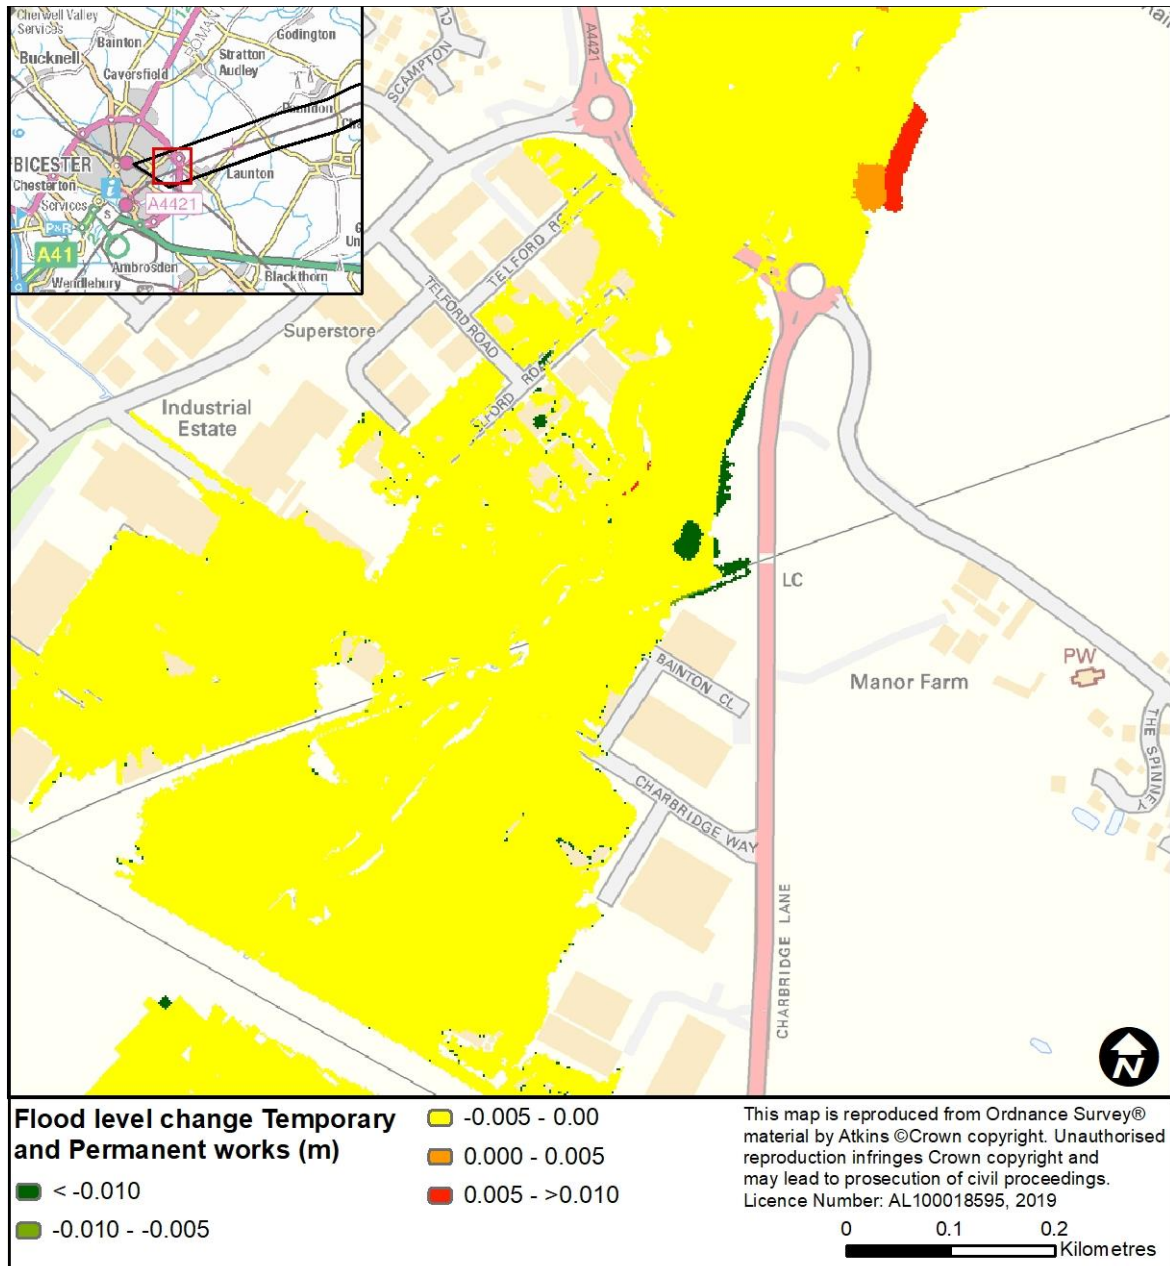 Cherwell Valley
Services
Bainton
Bucknell
Caversfield
ROMAN
Godington
Stratton
Audley
BICESTER
Chesterton
Services
P&R
A41
A4421
Launton
Ambrosden
Wendlebury
Blackthorn
SCAMPTON
A4421
TELFORD RO
TELFORD ROAD
Superstore
ELFORD ROAD
Industrial
Estate
LC
BAINTON CL
Manor Farm
PW
THE SPINNEY
CHARBRIDGE WAY
CHARBRIDGE LANE
N
Flood level change Temporary
and Permanent works (m)
< -0.010
-0.010 - -0.005
-0.005 - 0.00
0.000 - 0.005
0.005 - >0.010
This map is reproduced from Ordnance Survey®
material by Atkins ©Crown copyright. Unauthorised
reproduction infringes Crown copyright and
may lead to prosecution of civil proceedings.
Licence Number: AL100018595, 2019
0 0.1 0.2
Kilometres